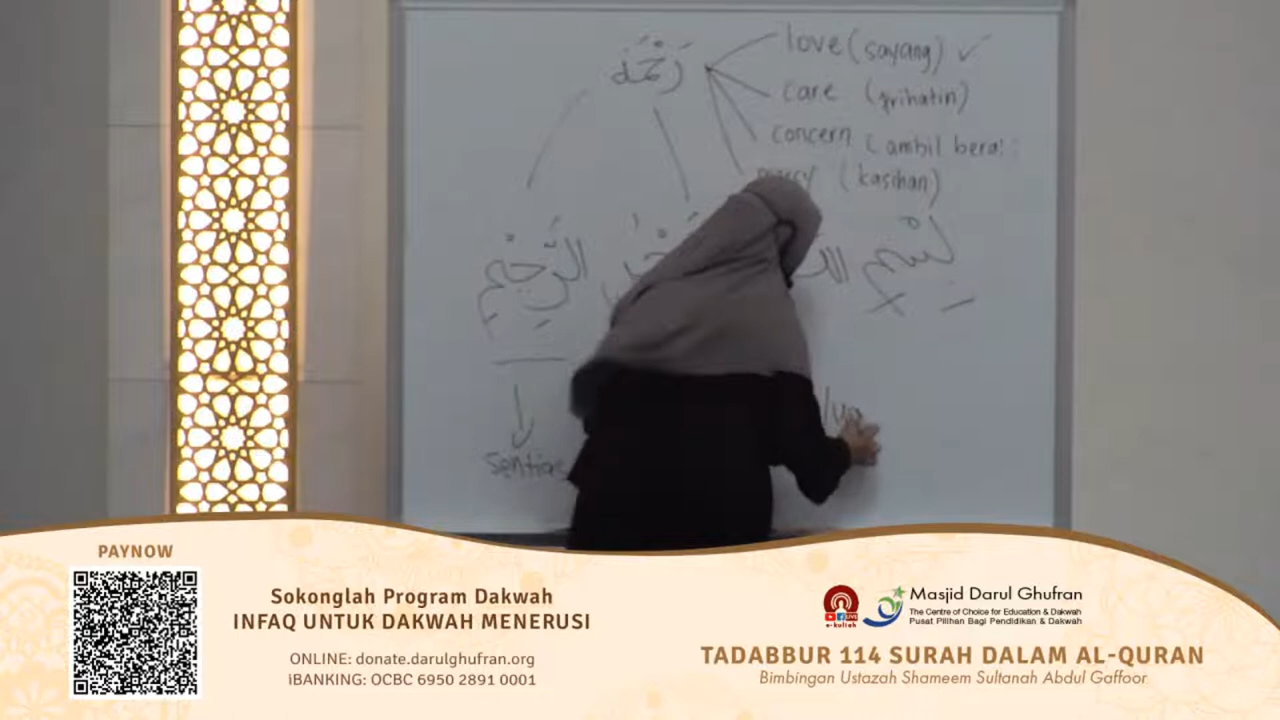 رَحْمَة
love (sayang) ✓
care (prihatin)
concern (ambil berat
mercy (kasihan)
بِسْمِ الرَّحِيْمِ
PAYNOW
Sokonglah Program Dakwah
INFAQ UNTUK DAKWAH MENERUSI
ONLINE: donate.darulghufran.org
iBANKING: OCBC 6950 2891 0001
Masjid Darul Ghufran
The Centre of Choice for Education & Dakwah
Pusat Pilihan Bagi Pendidikan & Dakwah
e-kuliah
TADABBUR 114 SURAH DALAM AL-QURAN
Bimbingan Ustazah Shameem Sultanah Abdul Gaffoor